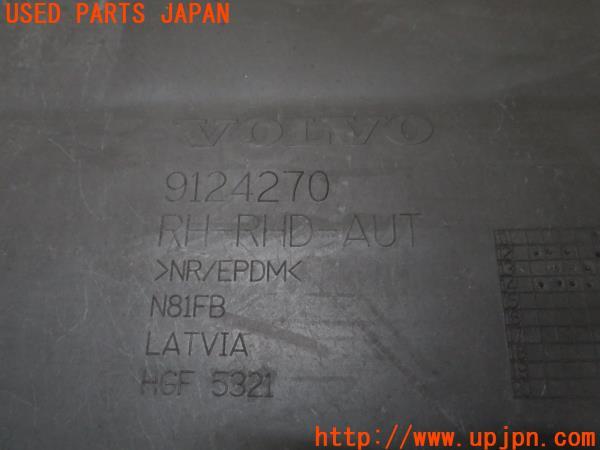 USED PARTS JAPAN
VOLVO
9124270
RH-RHD-AUT
>NR/EPDM<
N81FB
LATVIA
HGF 5321
http://www.upjpn.com